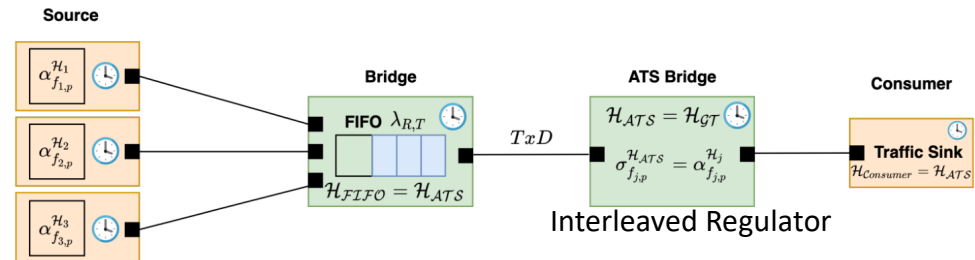 Source
α^{ℋ_1}_{f_{1,p}}
α^{ℋ_2}_{f_{2,p}}
α^{ℋ_3}_{f_{3,p}}
Bridge
FIFO λ_{R,T}
ℋ_{FIFO} = ℋ_{ATS}
TxD
ATS Bridge
ℋ_{ATS} = ℋ_{GT}
σ^{ℋ_{ATS}}_{f_{j,p}} = α^{ℋ_j}_{f_{j,p}}
Interleaved Regulator
Consumer
Traffic Sink
ℋ_{Consumer} = ℋ_{ATS}